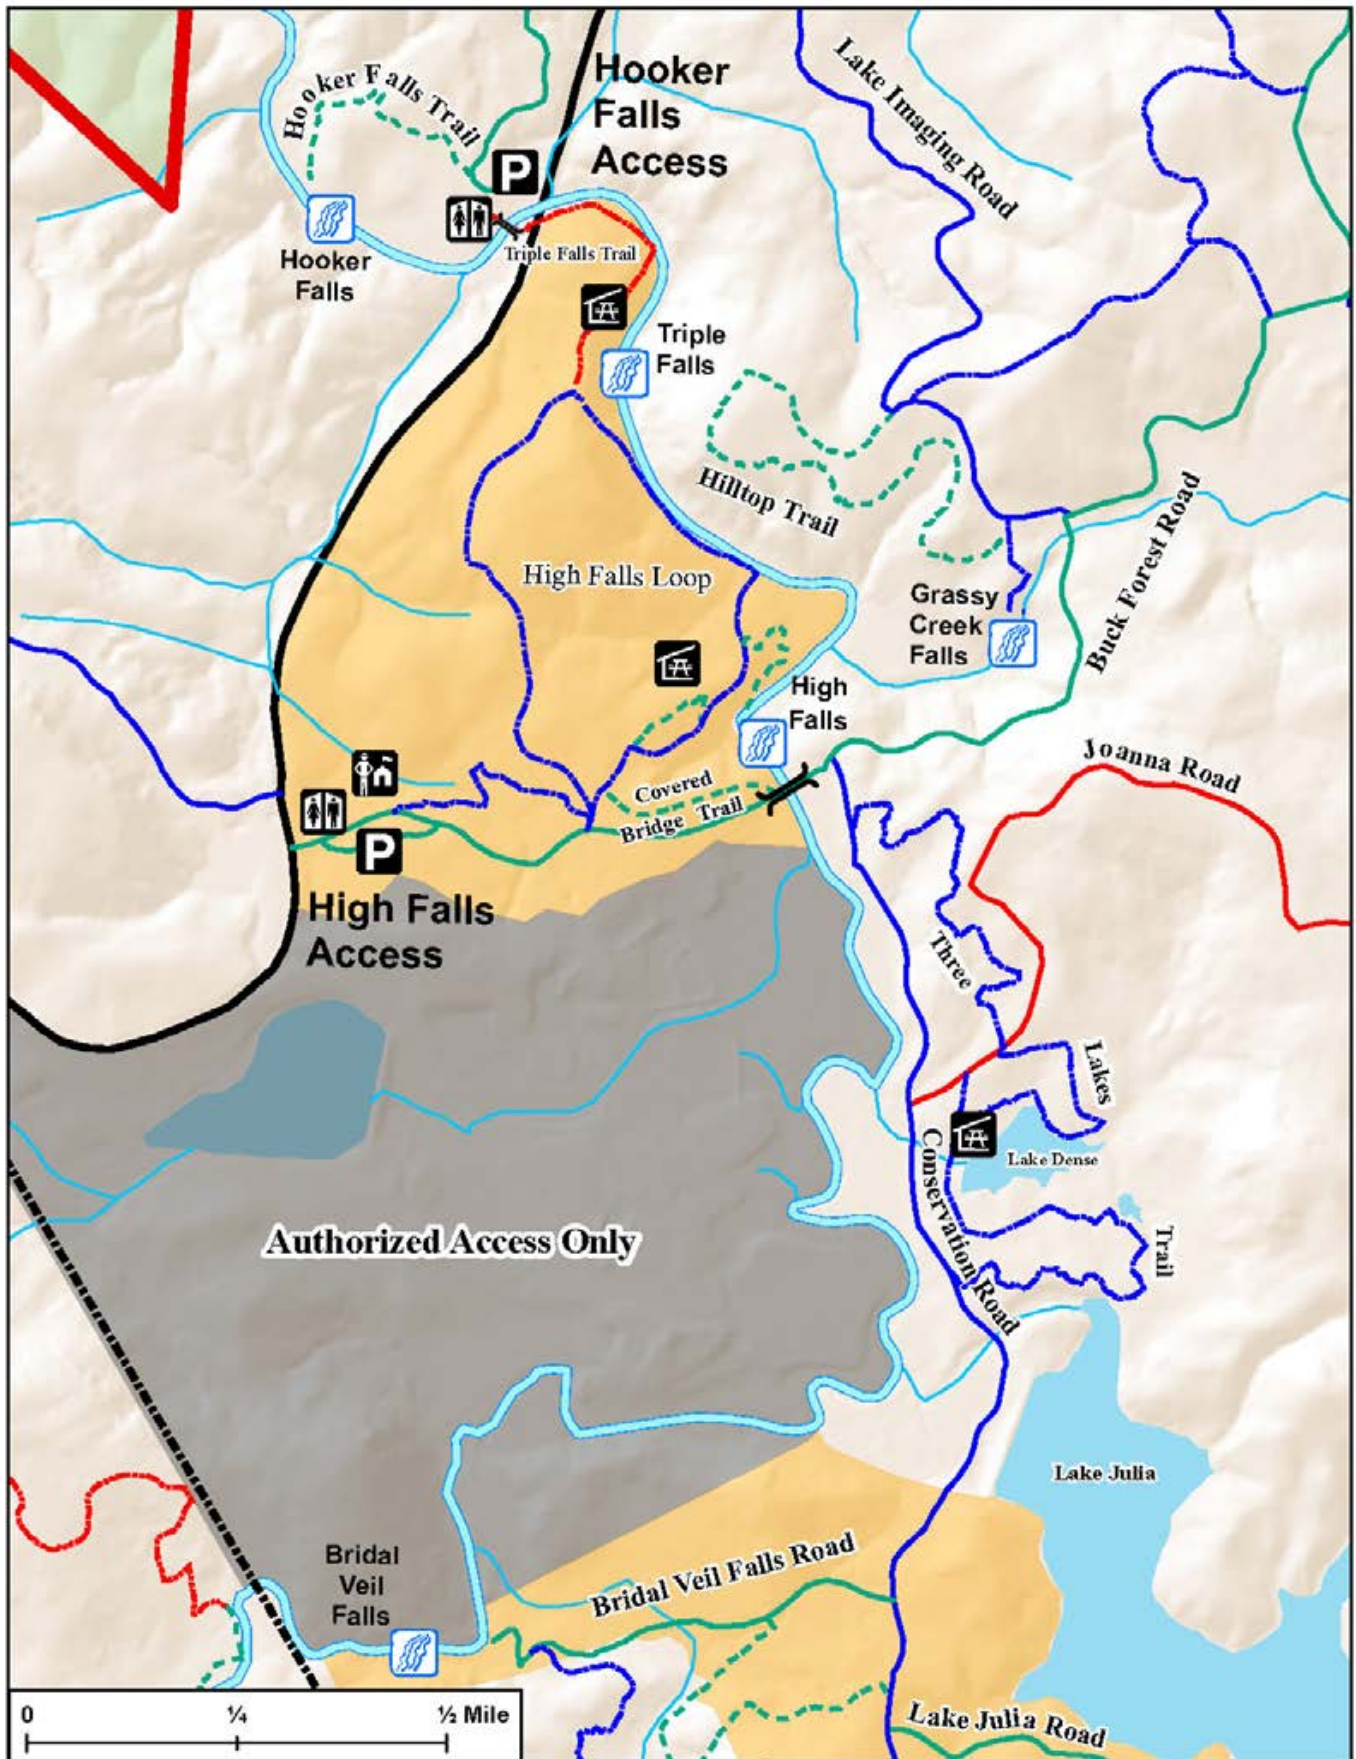 Hooker Falls Trail
Hooker
Falls
Access
P
Lake Imaging Road
Hooker
Falls
Triple Falls Trail
Triple
Falls
Hilltop Trail
High Falls Loop
Grassy
Creek
Falls
Buck Forest Road
High
Falls
Joanna Road
Covered
Bridge Trail
P
High Falls
Access
Three
Lakes
Trail
Conservation Road
Lake Dense
Authorized Access Only
Lake Julia
Bridal
Veil
Falls
Bridal Veil Falls Road
Lake Julia Road
0 ¼ ½ Mile